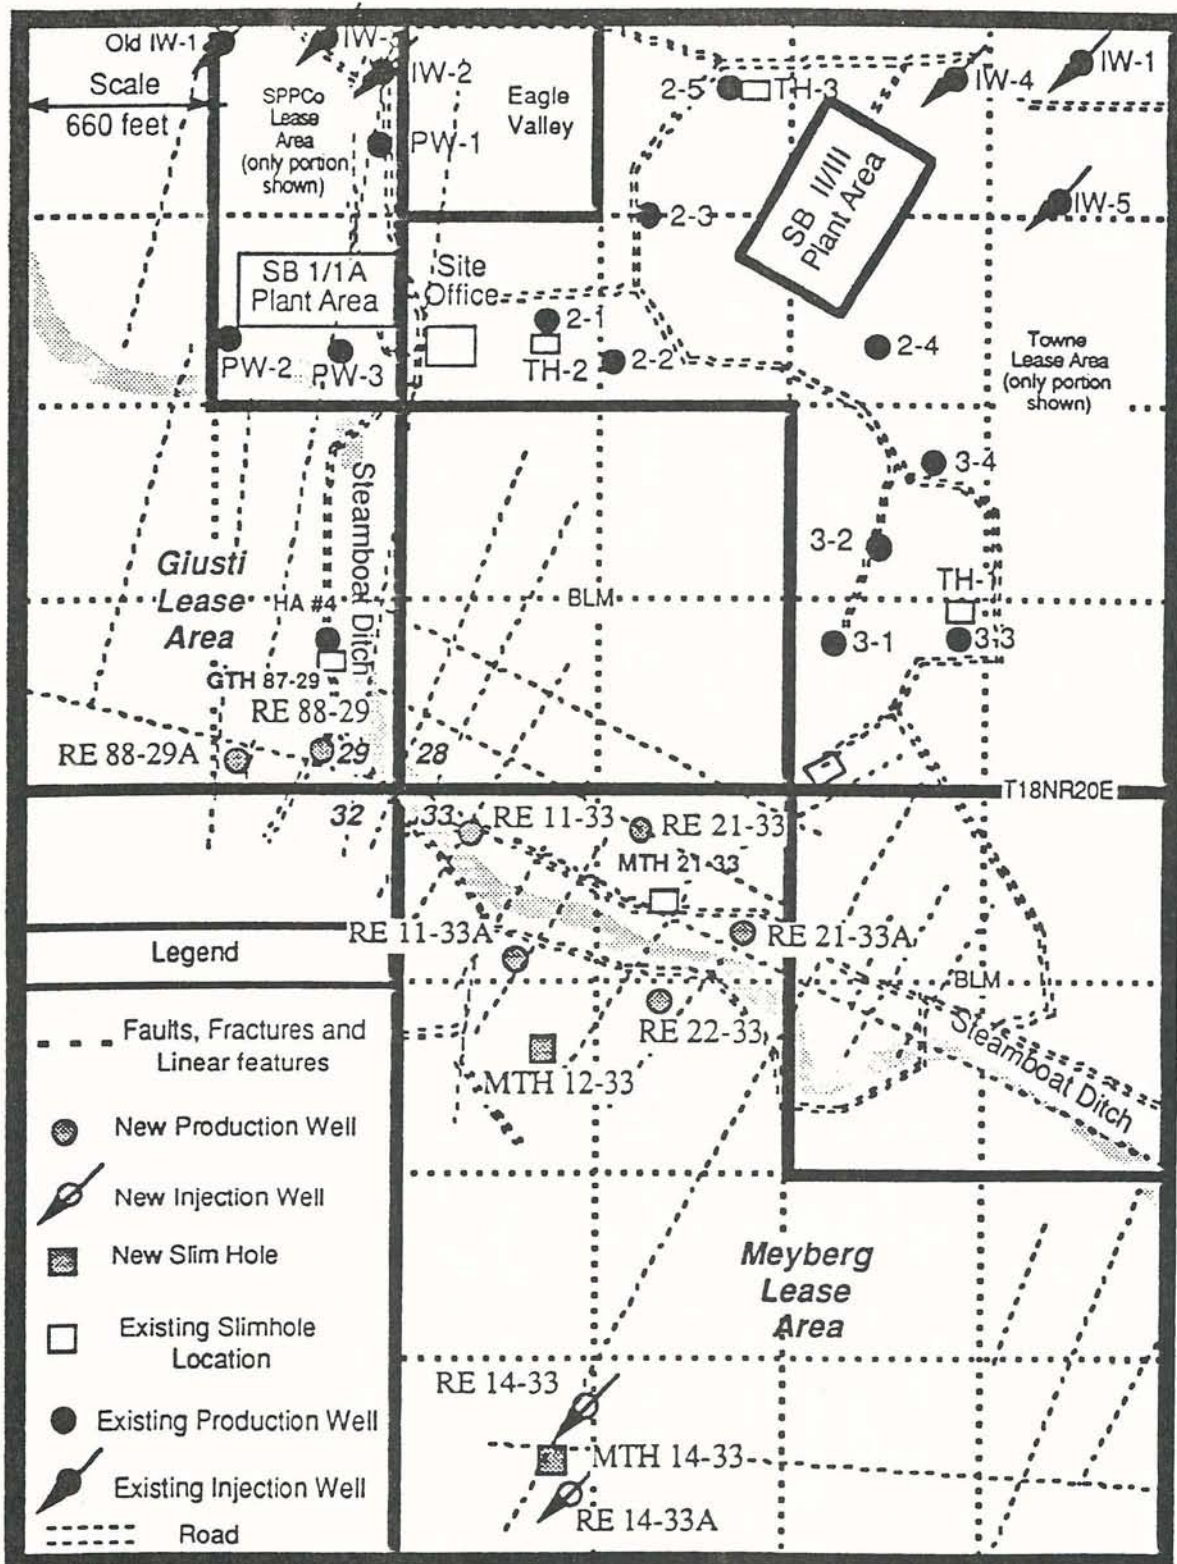 Old IW-1
IW-
IW-2
2-5
TH-3
IW-4
IW-1
Scale
660 feet
SPPCo
Lease
Area
(only portion
shown)
PW-1
Eagle
Valley
SB II/III
Plant Area
IW-5
2-3
SB 1/1A
Plant Area
Site
Office
2-1
TH-2
2-2
2-4
Towne
Lease Area
(only portion
shown)
PW-2
PW-3
Steamboat Ditch
3-4
3-2
Giusti
Lease
Area
HA #4
BLM
TH-1
3-1
3-3
GTH 87-29
RE 88-29
RE 88-29A
29
28
T18NR20E
32
33
RE 11-33
RE 21-33
MTH 21-33
RE 11-33A
RE 21-33A
BLM
RE 22-33
MTH 12-33
Steamboat Ditch
Legend
Faults, Fractures and
Linear features
New Production Well
New Injection Well
New Slim Hole
Existing Slimhole
Location
Existing Production Well
Existing Injection Well
Road
Meyberg
Lease
Area
RE 14-33
MTH 14-33
RE 14-33A